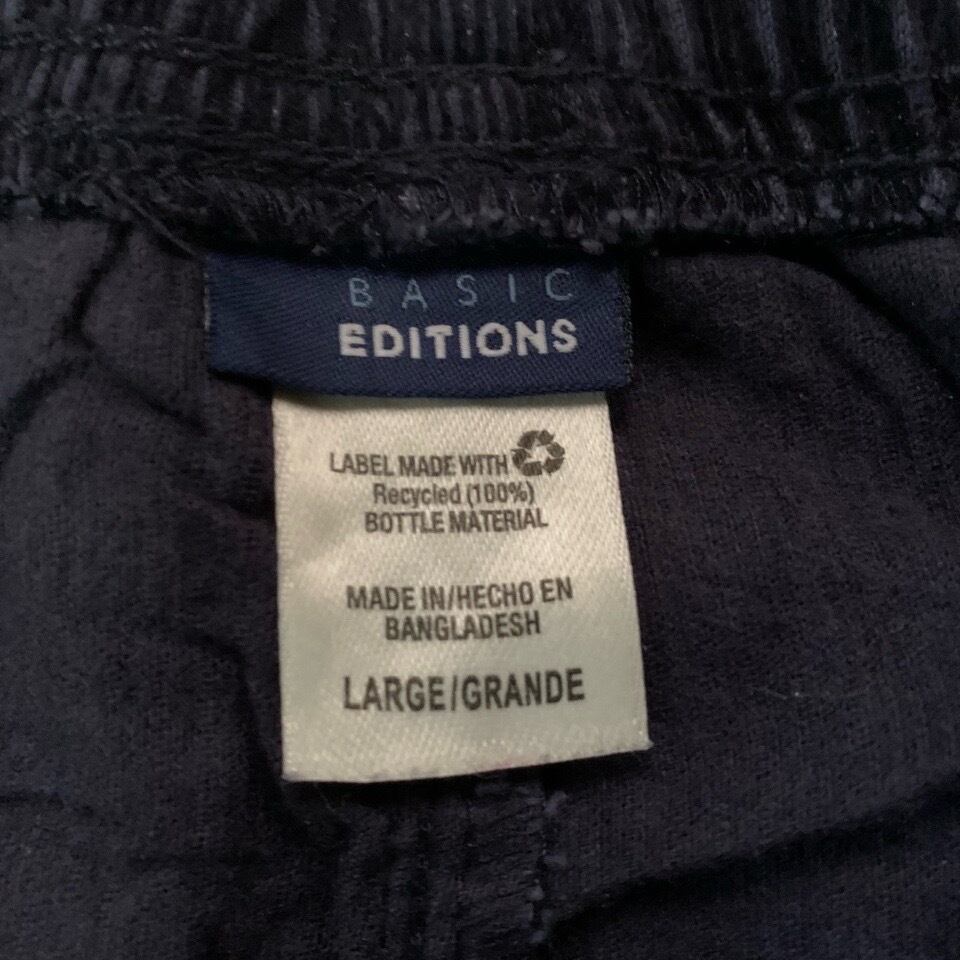 BASIC
EDITIONS
LABEL MADE WITH
Recycled (100%)
BOTTLE MATERIAL
MADE IN/HECHO EN
BANGLADESH
LARGE/GRANDE